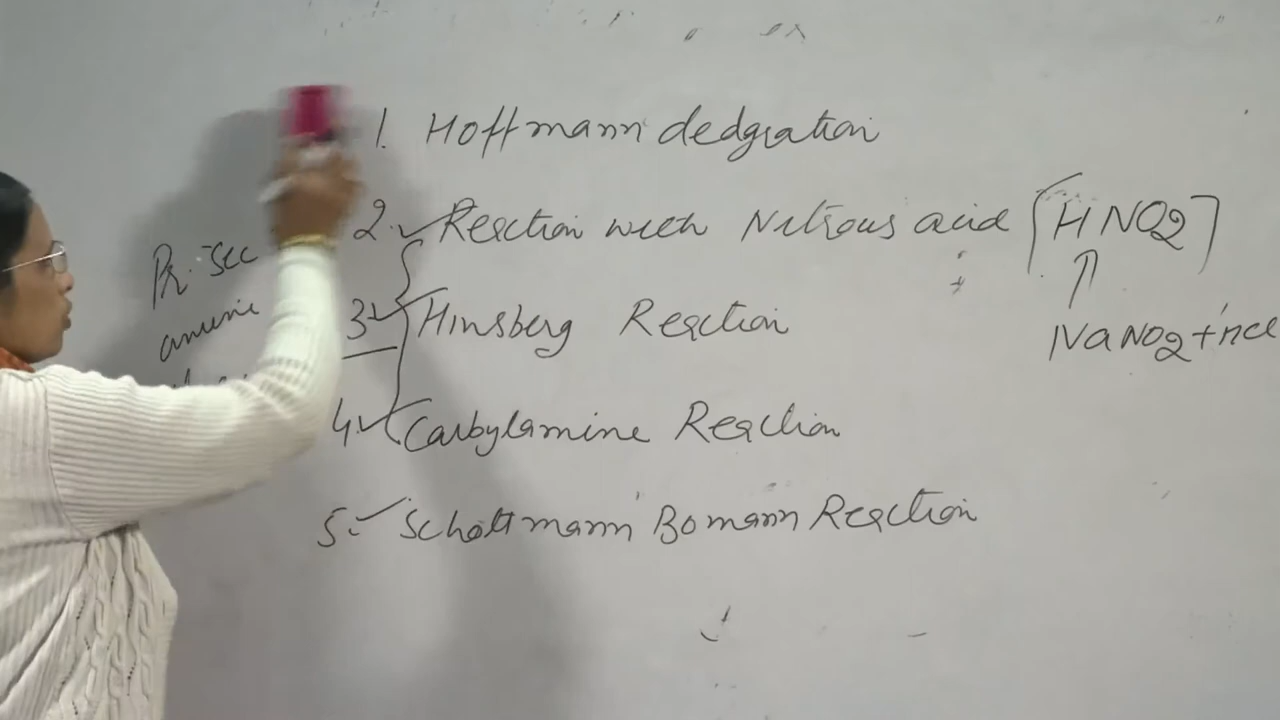 1. Hoffmann dedgration
2. Reaction with Nitrous acid [HNO2]
NaNO2 + HCl
Pr. Sec
amine
3 Hinsberg Reaction
4. Carbylamine Reaction
5. Schottmann Bomann Reaction